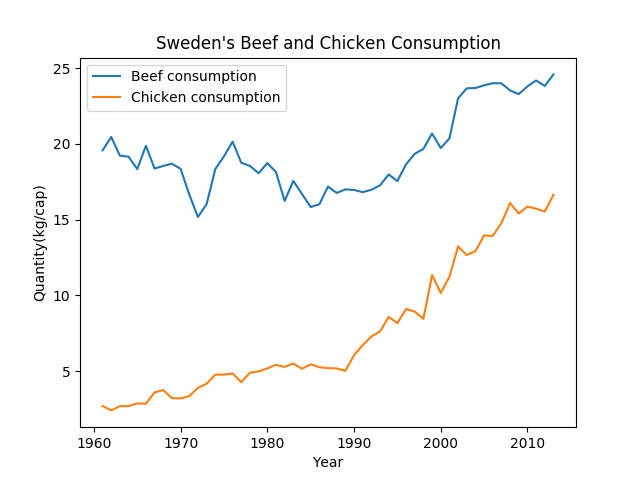 Sweden's Beef and Chicken Consumption
Beef consumption
Chicken consumption
Quantity(kg/cap)
25
20
15
10
5
1960 1970 1980 1990 2000 2010
Year